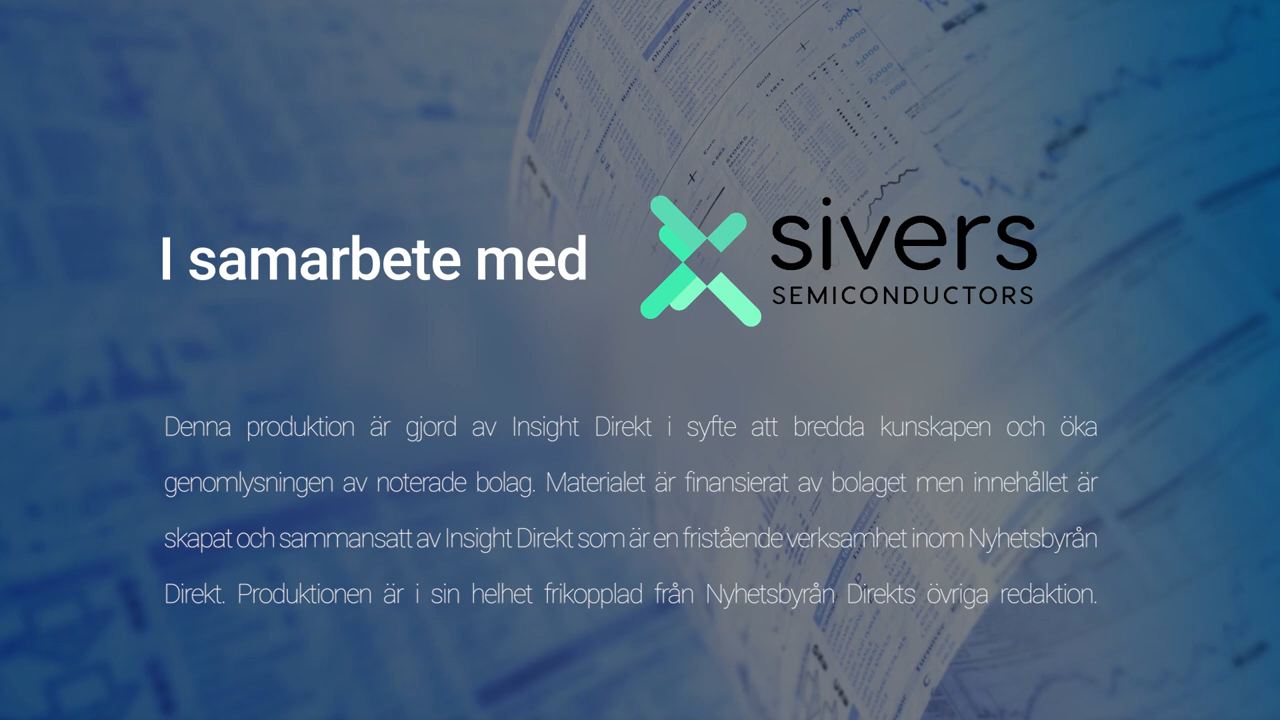 I samarbete med
sivers
SEMICONDUCTORS
Denna produktion är gjord av Insight Direkt i syfte att bredda kunskapen och öka
genomlysningen av noterade bolag. Materialet är finansierat av bolaget men innehållet är
skapat och sammansatt av Insight Direkt som är en fristående verksamhet inom Nyhetsbyrån
Direkt. Produktionen är i sin helhet frikopplad från Nyhetsbyrån Direkts övriga redaktion.